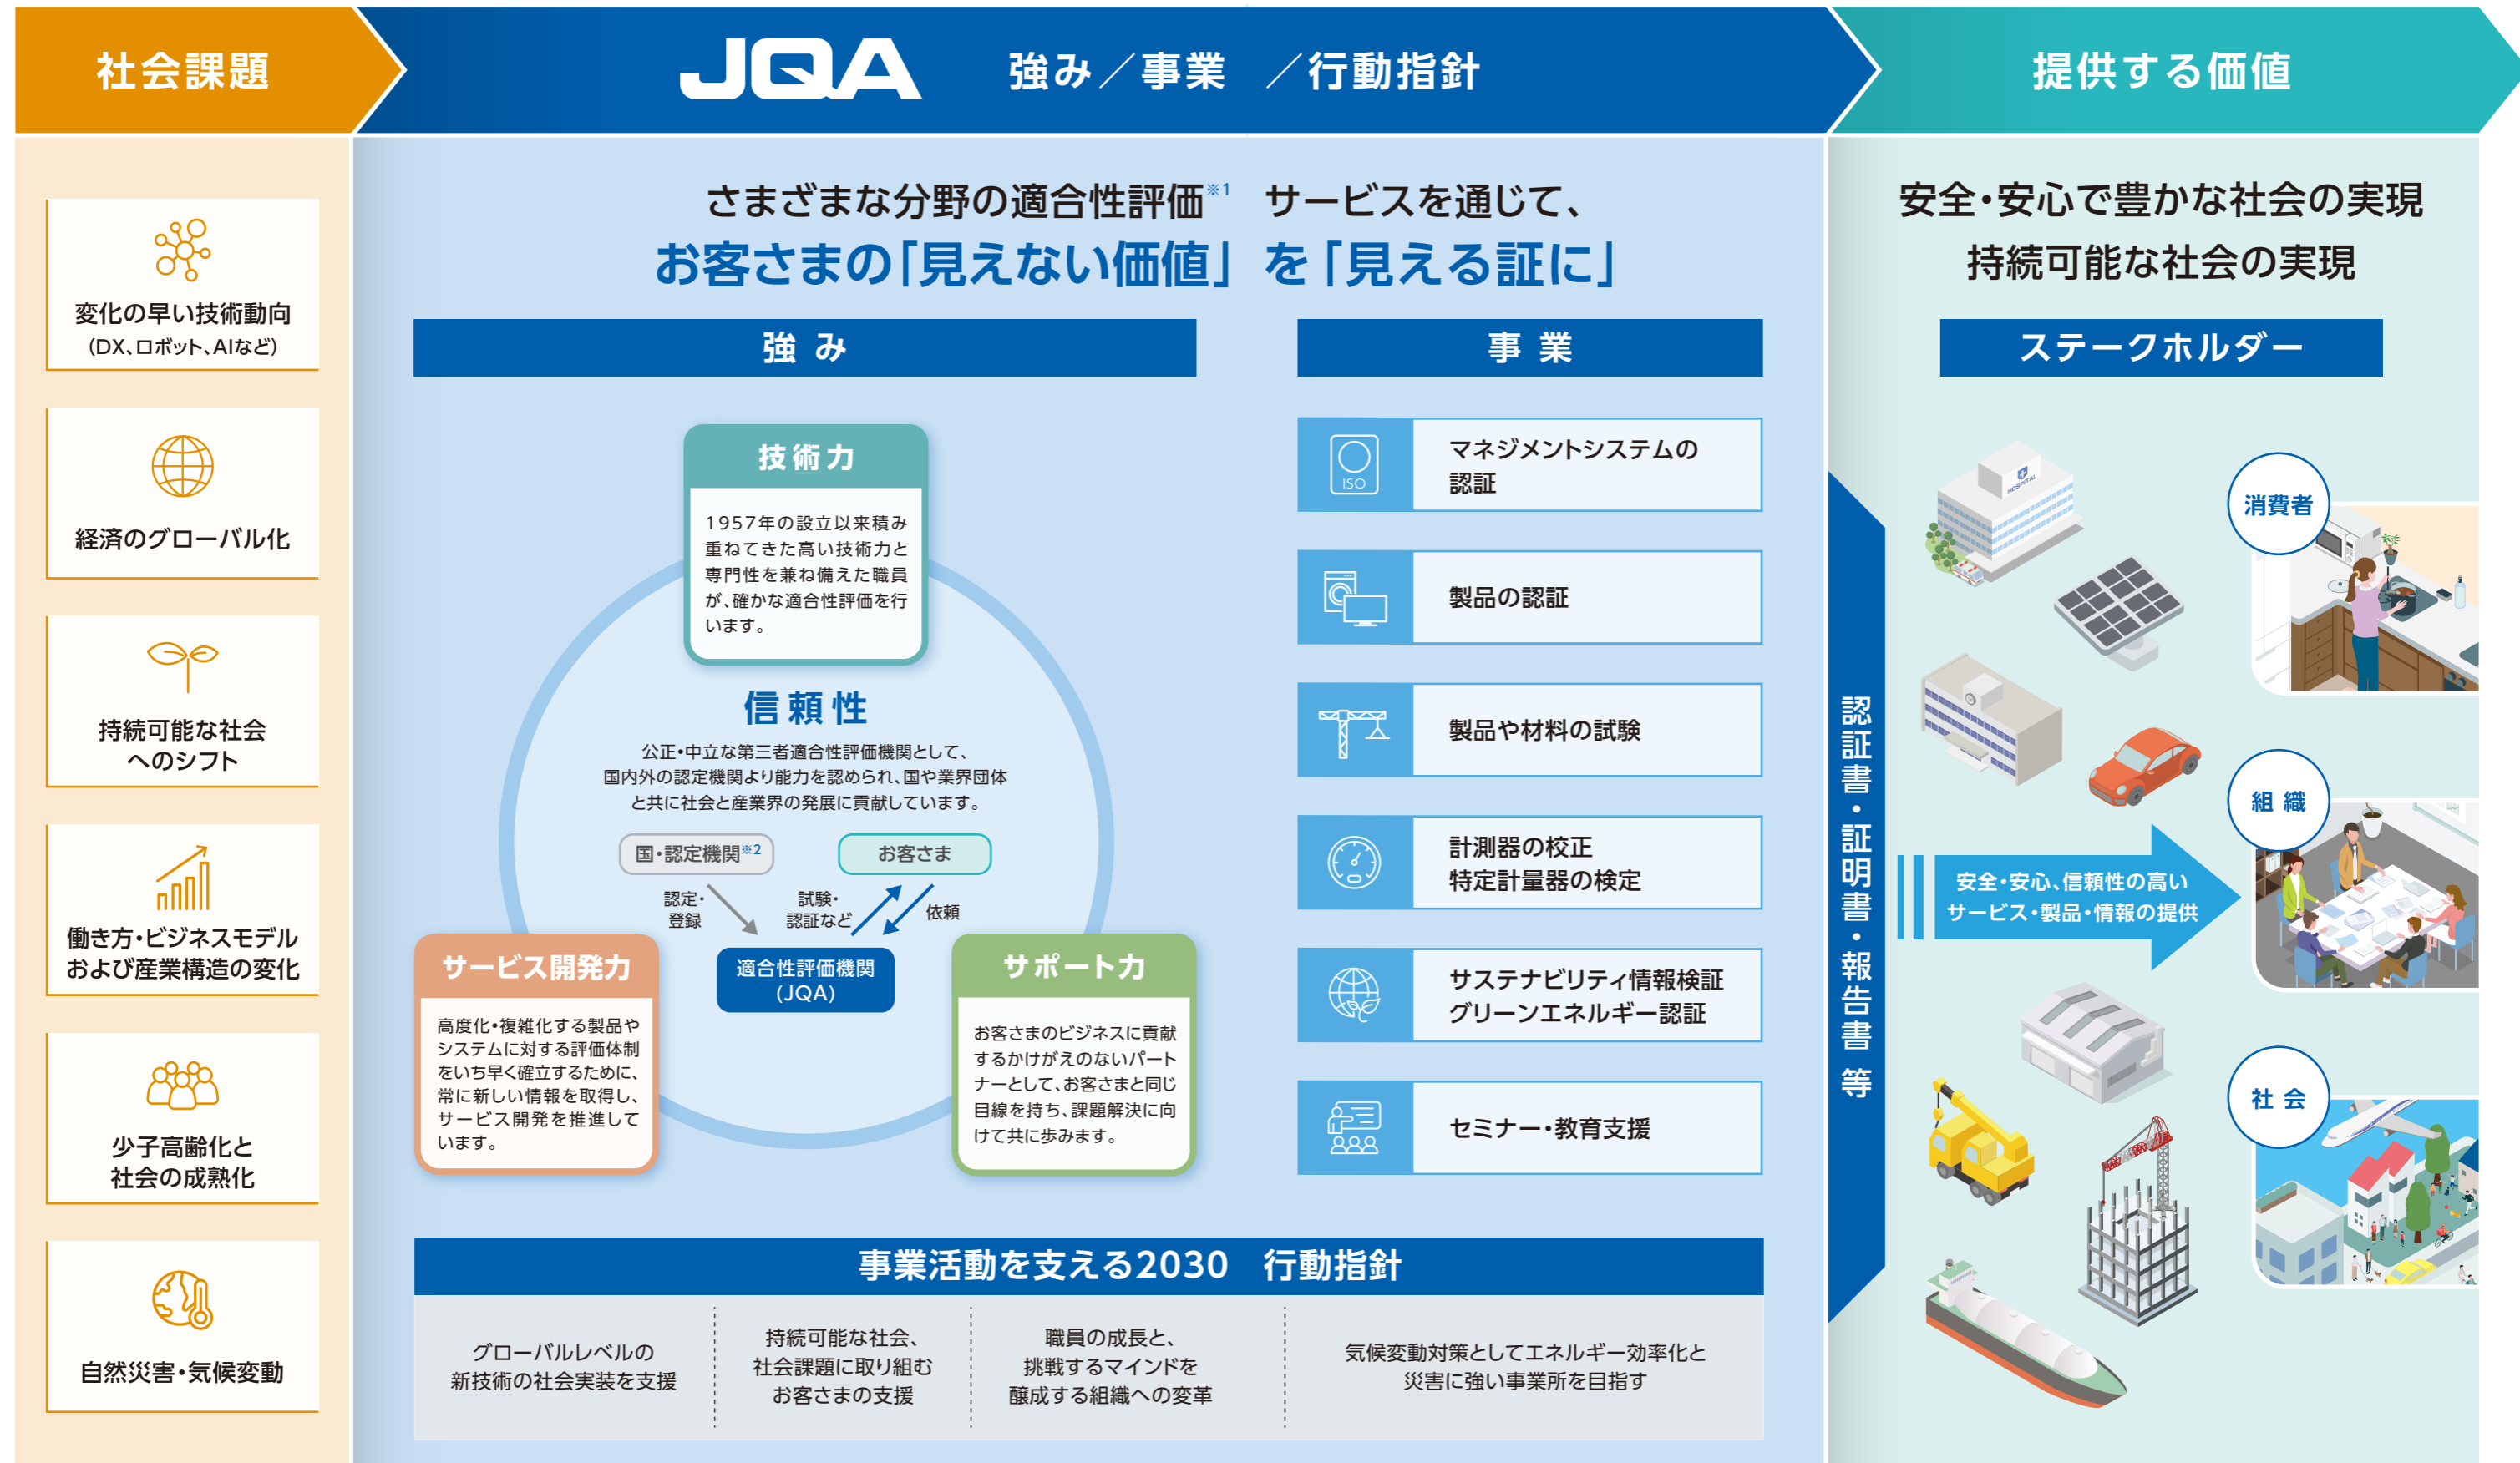 社会課題
JQA 強み／事業 ／行動指針
提供する価値
変化の早い技術動向
（DX、ロボット、AIなど）
経済のグローバル化
持続可能な社会
へのシフト
働き方・ビジネスモデル
および産業構造の変化
少子高齢化と
社会の成熟化
自然災害・気候変動
さまざまな分野の適合性評価※1 サービスを通じて、
お客さまの「見えない価値」 を「見える証に」
強み
技術力
1957年の設立以来積み
重ねてきた高い技術力と
専門性を兼ね備えた職員
が、確かな適合性評価を行
います。
信頼性
公正・中立な第三者適合性評価機関として、
国内外の認定機関より能力を認められ、国や業界団体
と共に社会と産業界の発展に貢献しています。
国・認定機関※2
お客さま
認定・
登録
試験・
認証など
依頼
適合性評価機関
(JQA)
サービス開発力
高度化・複雑化する製品や
システムに対する評価体制
をいち早く確立するために、
常に新しい情報を取得し、
サービス開発を推進して
います。
サポート力
お客さまのビジネスに貢献
するかけがえのないパート
ナーとして、お客さまと同じ
目線を持ち、課題解決に向
けて共に歩みます。
事業
ISO
マネジメントシステムの
認証
製品の認証
製品や材料の試験
計測器の校正
特定計量器の検定
サステナビリティ情報検証
グリーンエネルギー認証
セミナー・教育支援
事業活動を支える2030 行動指針
グローバルレベルの
新技術の社会実装を支援
持続可能な社会、
社会課題に取り組む
お客さまの支援
職員の成長と、
挑戦するマインドを
醸成する組織への変革
気候変動対策としてエネルギー効率化と
災害に強い事業所を目指す
認証書・証明書・報告書 等
安全・安心で豊かな社会の実現
持続可能な社会の実現
ステークホルダー
HOSPITAL
消費者
組織
安全・安心、信頼性の高い
サービス・製品・情報の提供
社会